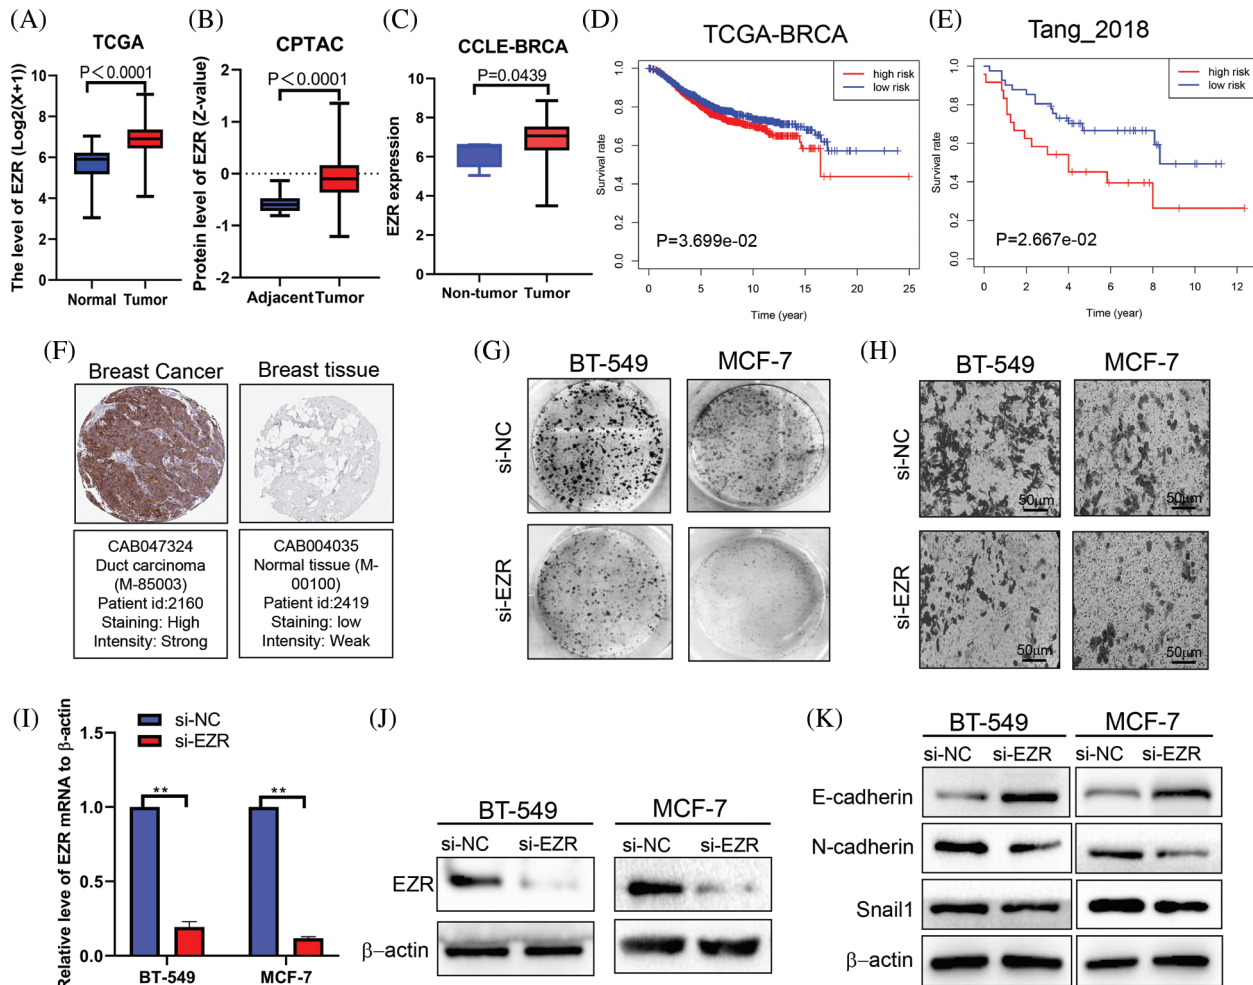 (A)
TCGA
P<0.0001
The level of EZR (Log2(X+1))
10
8
6
4
2
0
Normal Tumor
(B)
CPTAC
P<0.0001
Protein level of EZR (Z-value)
2
1
0
-1
-2
Adjacent Tumor
(C)
CCLE-BRCA
P=0.0439
EZR expression
10
8
6
4
2
0
Non-tumor Tumor
(D)
TCGA-BRCA
high risk
low risk
Survival rate
1.0
0.8
0.6
0.4
0.2
0.0
P=3.699e-02
0 5 10 15 20 25
Time (year)
(E)
Tang_2018
high risk
low risk
Survival rate
1.0
0.8
0.6
0.4
0.2
0.0
P=2.667e-02
0 2 4 6 8 10 12
Time (year)
(F)
Breast Cancer
Breast tissue
CAB047324
Duct carcinoma
(M-85003)
Patient id:2160
Staining: High
Intensity: Strong
CAB004035
Normal tissue (M-
00100)
Patient id:2419
Staining: low
Intensity: Weak
(G)
BT-549 MCF-7
si-NC
si-EZR
(H)
BT-549 MCF-7
si-NC
50μm
50μm
si-EZR
50μm
50μm
(I)
si-NC
si-EZR
Relative level of EZR mRNA to β-actin
1.5
1.0
0.5
0.0
**
**
BT-549 MCF-7
(J)
BT-549 MCF-7
si-NC si-EZR si-NC si-EZR
EZR
β-actin
(K)
BT-549 MCF-7
si-NC si-EZR si-NC si-EZR
E-cadherin
N-cadherin
Snail1
β-actin